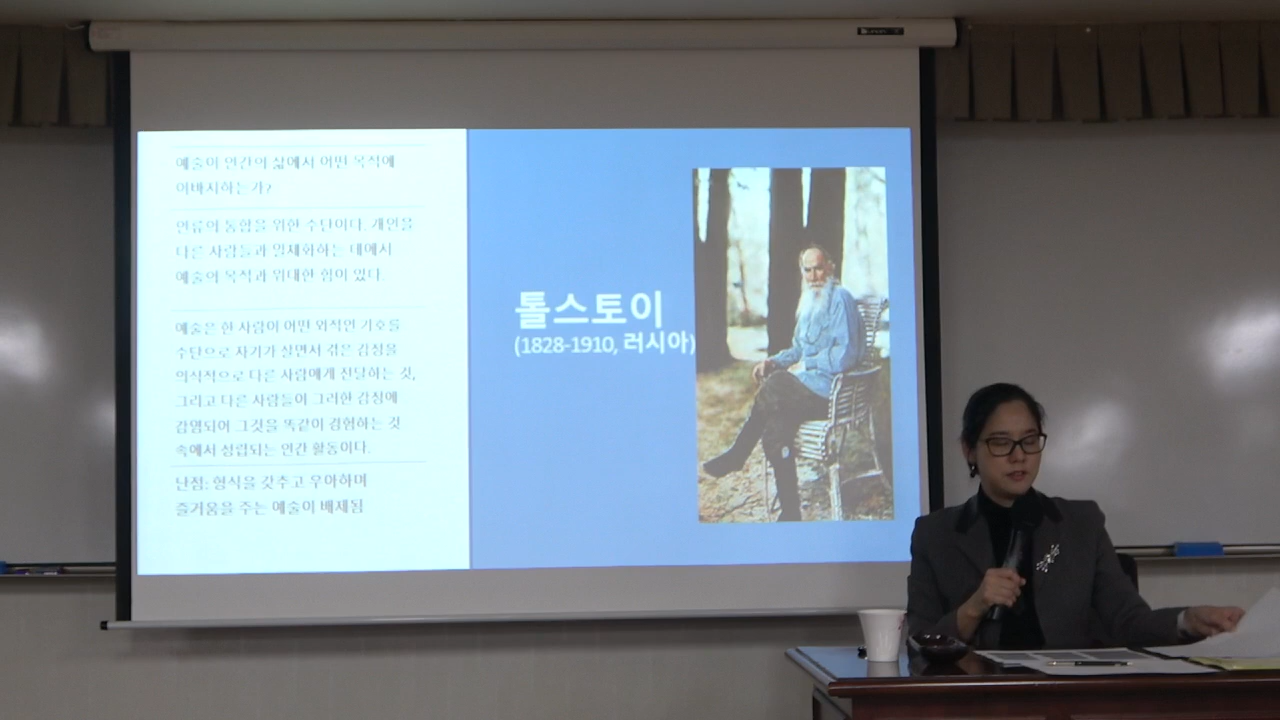 예술이 인간의 삶에서 어떤 목적에
이바지하는가?
인류의 통합을 위한 수단이다. 개인을
다른 사람들과 일체화하는 데에서
예술의 목적과 위대한 힘이 있다.
예술은 한 사람이 어떤 외적인 기호를
수단으로 자기가 살면서 겪은 감정을
의식적으로 다른 사람에게 전달하는 것,
그리고 다른 사람들이 그러한 감정에
감염되어 그것을 똑같이 경험하는 것
속에서 성립되는 인간 활동이다.
난점: 형식을 갖추고 우아하며
즐거움을 주는 예술이 배제됨
톨스토이
(1828-1910, 러시아)